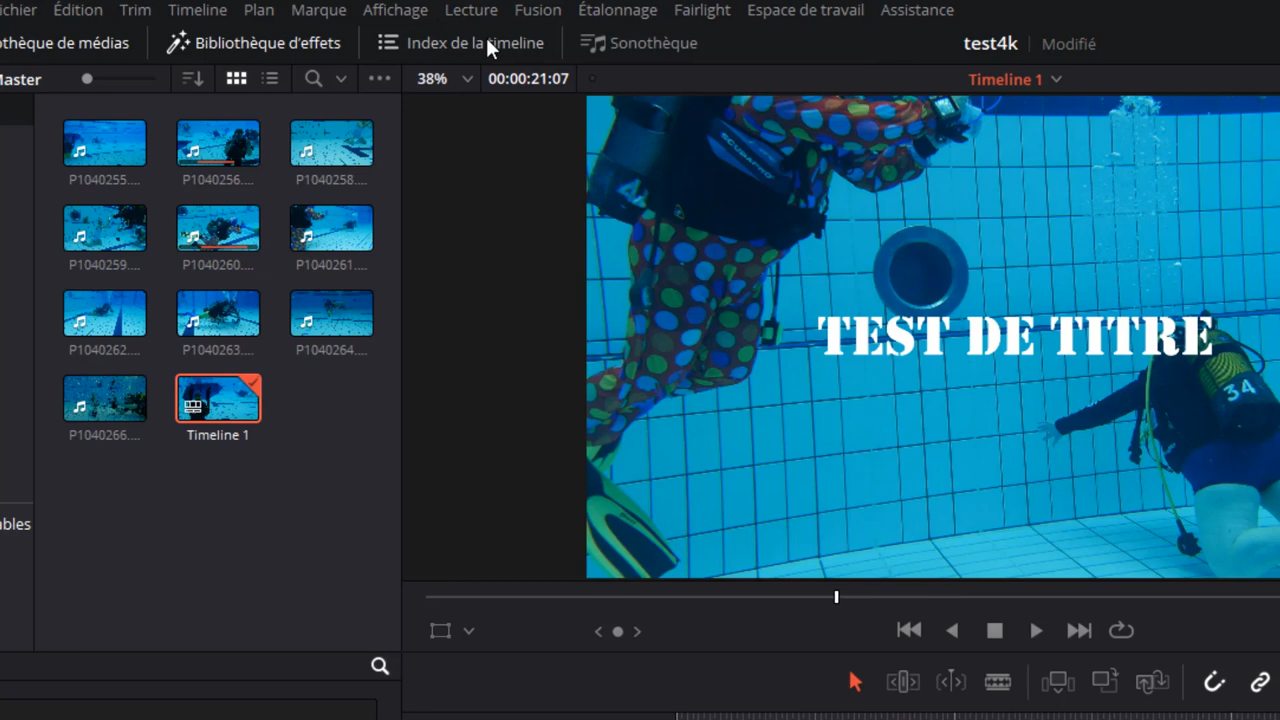 ichier Édition Trim Timeline Plan Marque Affichage Lecture Fusion Étalonnage Fairlight Espace de travail Assistance
othèque de médias Bibliothèque d'effets Index de la timeline Sonothèque test4k Modifié
Master 38% 00:00:21:07 Timeline 1
P1040255.... P1040256.... P1040258....
P1040259.... P1040260.... P1040261....
P1040262.... P1040263.... P1040264....
P1040266.... Timeline 1
ables
SCUBAPRO
TEST DE TITRE
34